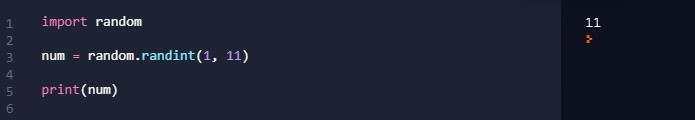 1 import random
2
3 num = random.randint(1, 11)
4
5 print(num)
6
11